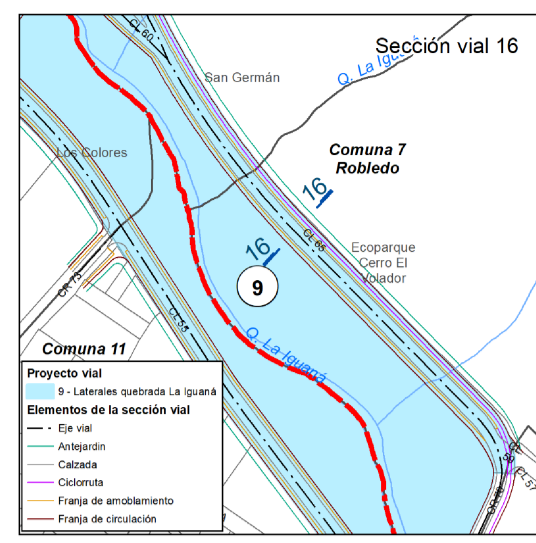 Sección vial 16
CL 60
San Germán
Q. La Iguaná
Comuna 7
Robledo
Los Colores
16
CL 65
16
Ecoparque
Cerro El
Volador
9
CR 73
CL 55
Q. La Iguaná
Comuna 11
Proyecto vial
9 - Laterales quebrada La Iguaná
Elementos de la sección vial
Eje vial
Antejardin
Calzada
Ciclorruta
Franja de amoblamiento
Franja de circulación
CL 57